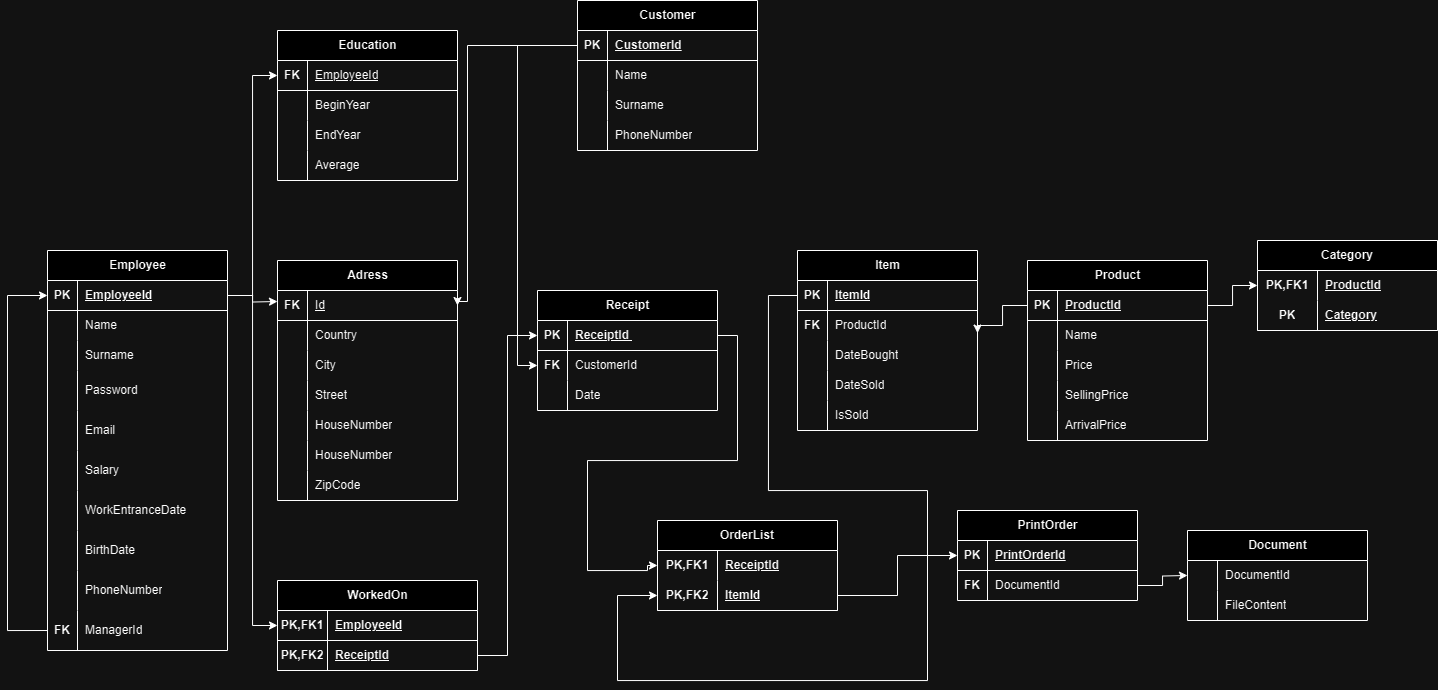 Customer
PK CustomerId
Name
Surname
PhoneNumber
Education
FK EmployeeId
BeginYear
EndYear
Average
Employee
PK EmployeeId
Name
Surname
Password
Email
Salary
WorkEntranceDate
BirthDate
PhoneNumber
FK ManagerId
Adress
FK Id
Country
City
Street
HouseNumber
HouseNumber
ZipCode
WorkedOn
PK,FK1 EmployeeId
PK,FK2 ReceiptId
Receipt
PK ReceiptId
FK CustomerId
Date
Item
PK ItemId
FK ProductId
DateBought
DateSold
IsSold
Product
PK ProductId
Name
Price
SellingPrice
ArrivalPrice
Category
PK,FK1 ProductId
PK Category
OrderList
PK,FK1 ReceiptId
PK,FK2 ItemId
PrintOrder
PK PrintOrderId
FK DocumentId
Document
DocumentId
FileContent